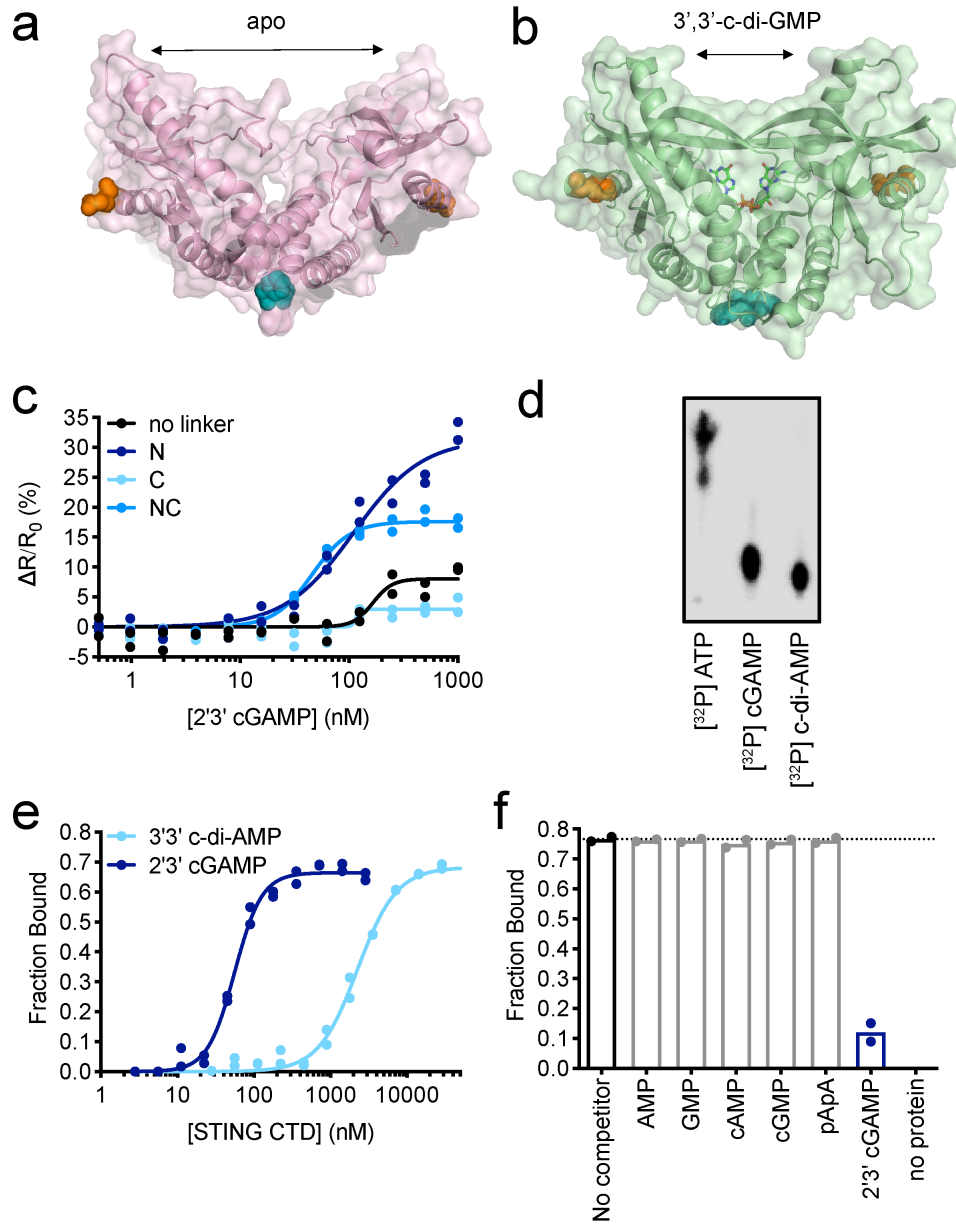 a
apo
b
3',3'-c-di-GMP
c
35
30
25
20
15
10
5
0
-5
ΔR/R0 (%)
no linker
N
C
NC
1
10
100
1000
[2'3' cGAMP] (nM)
d
[32P] ATP
[32P] cGAMP
[32P] c-di-AMP
e
0.8
0.7
0.6
0.5
0.4
0.3
0.2
0.1
0.0
Fraction Bound
3'3' c-di-AMP
2'3' cGAMP
1
10
100
1000
10000
[STING CTD] (nM)
f
0.8
0.7
0.6
0.5
0.4
0.3
0.2
0.1
0.0
Fraction Bound
No competitor
AMP
GMP
cAMP
cGMP
pApA
2'3' cGAMP
no protein